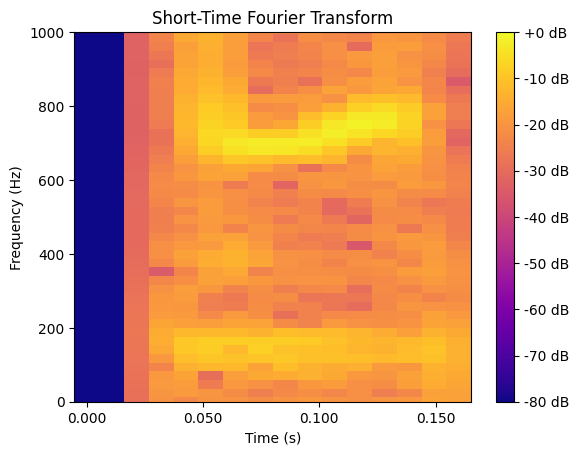 Short-Time Fourier Transform
1000
800
600
400
200
0
Frequency (Hz)
0.000
0.050
0.100
0.150
Time (s)
+0 dB
-10 dB
-20 dB
-30 dB
-40 dB
-50 dB
-60 dB
-70 dB
-80 dB